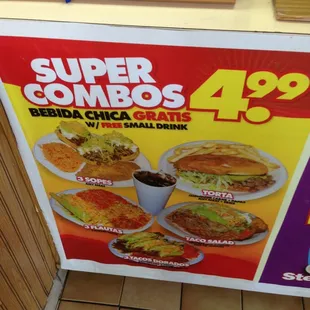 SUPER
COMBOS
4.99
BEBIDA CHICA GRATIS
W/ FREE SMALL DRINK
3 SOPES
TORTA
3 FLAUTAS
TACO SALAD
3 TACOS DORADOS
Ste